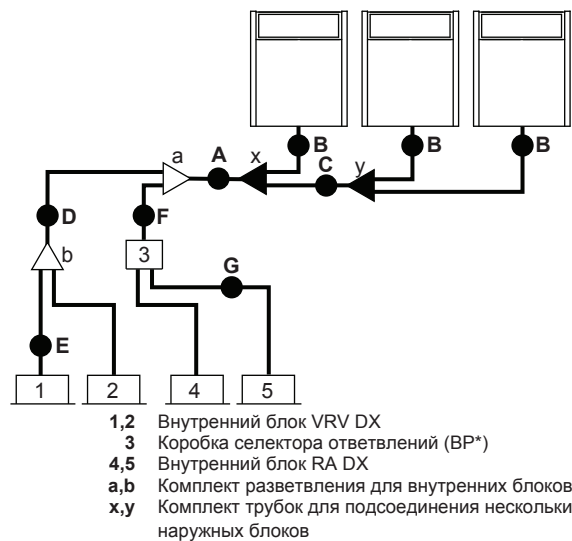 B
B
B
a
A
x
C
y
D
F
b
3
G
E
1
2
4
5
1,2 Внутренний блок VRV DX
3 Коробка селектора ответвлений (BP*)
4,5 Внутренний блок RA DX
a,b Комплект разветвления для внутренних блоков
x,y Комплект трубок для подсоединения нескольки
наружных блоков